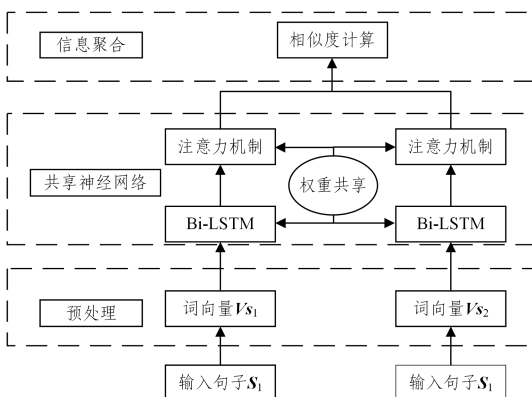 信息聚合
相似度计算
注意力机制
注意力机制
共享神经网络
权重共享
Bi-LSTM
Bi-LSTM
预处理
词向量Vs1
词向量Vs2
输入句子S1
输入句子S1